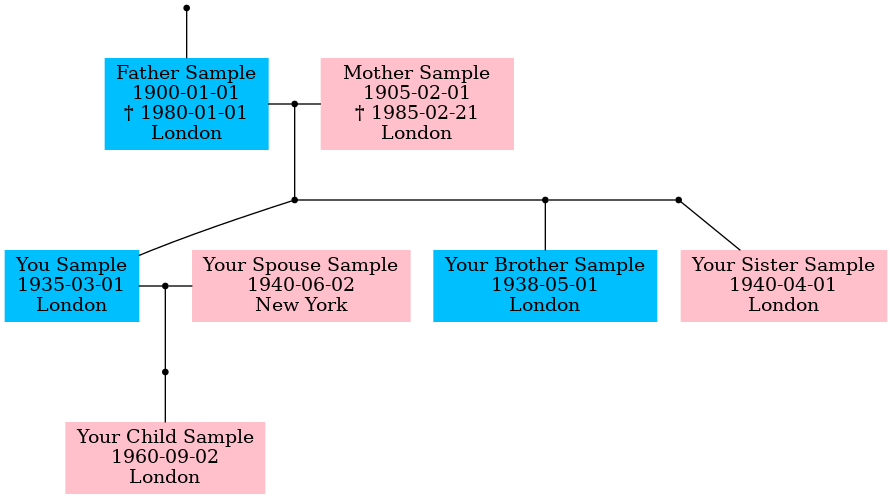 Father Sample
1900-01-01
† 1980-01-01
London
Mother Sample
1905-02-01
† 1985-02-21
London
You Sample
1935-03-01
London
Your Spouse Sample
1940-06-02
New York
Your Brother Sample
1938-05-01
London
Your Sister Sample
1940-04-01
London
Your Child Sample
1960-09-02
London